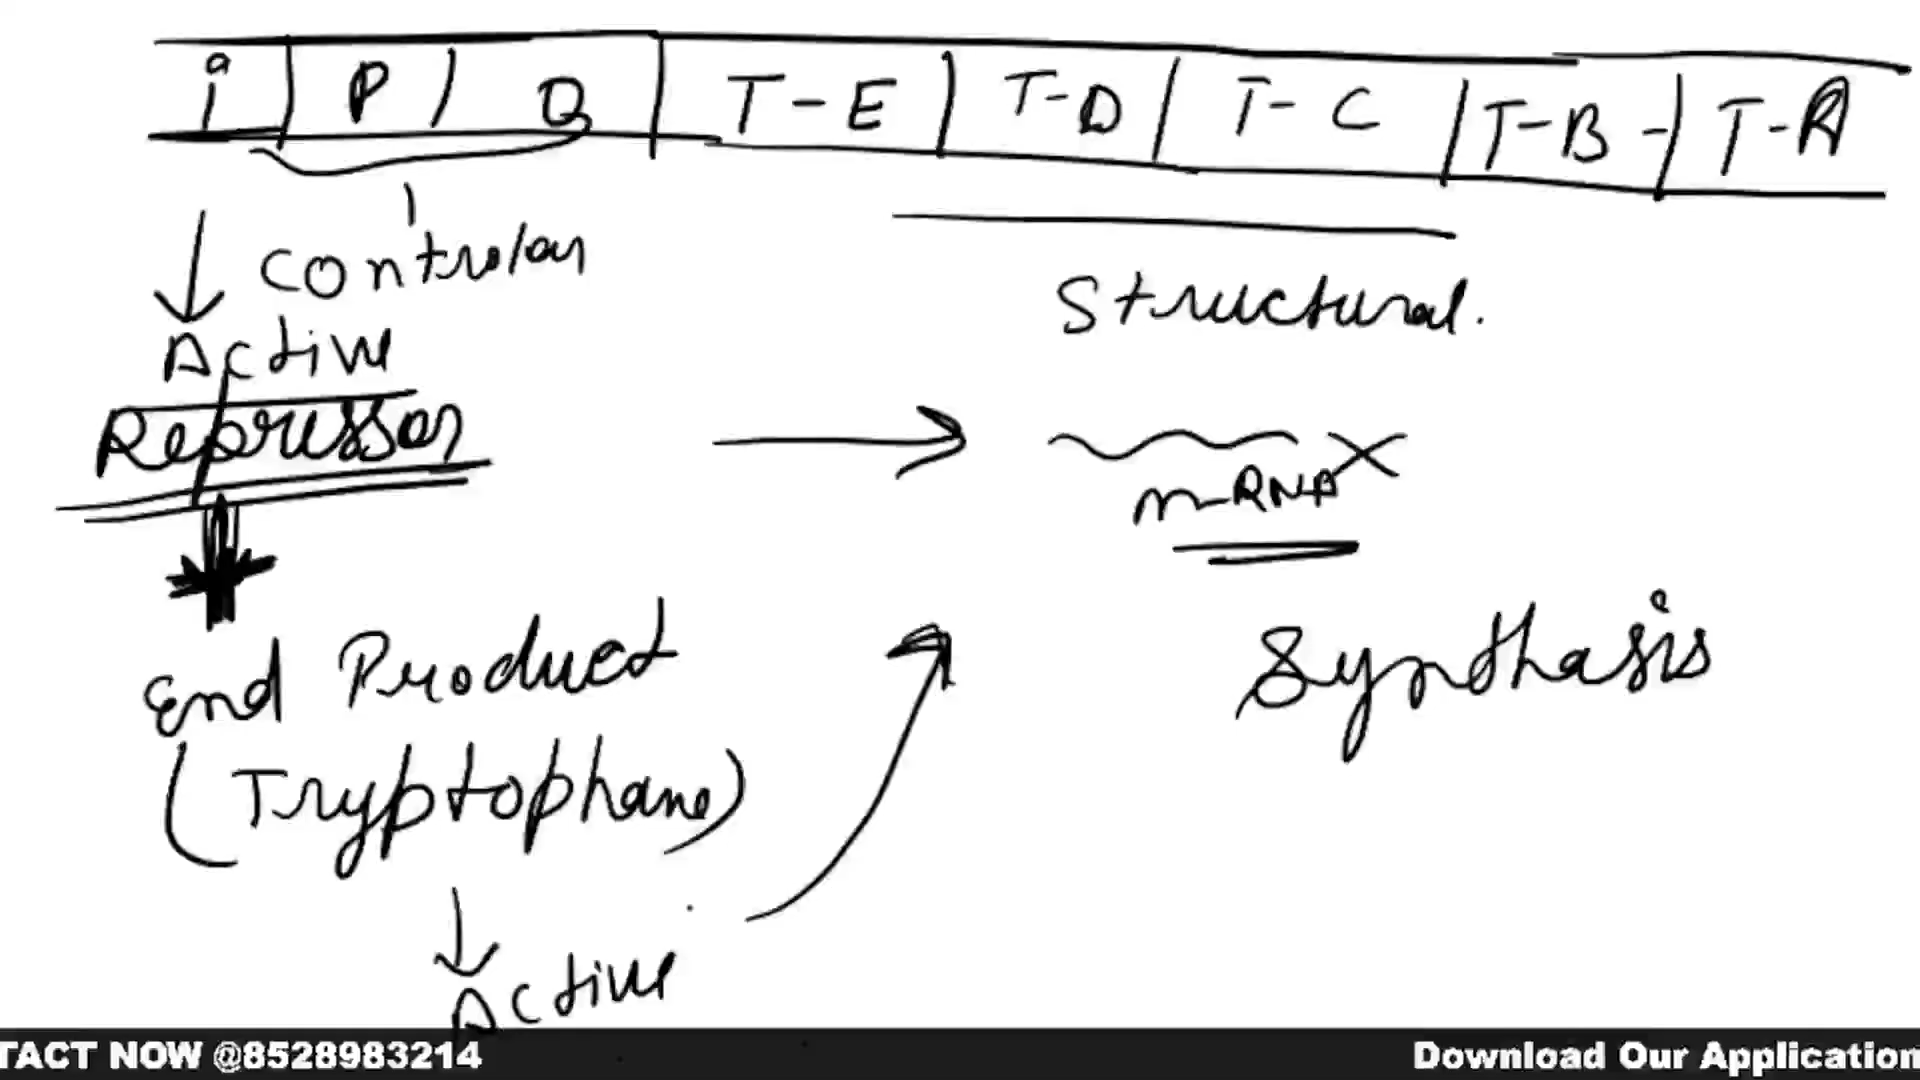 i P O T-E T-D T-C T-B- T-A
Controlar
Structural.
Active
Repressor
m-RNA
End Product
Synthasis
(Tryptophane)
Active
TACT NOW @8528983214
Download Our Application